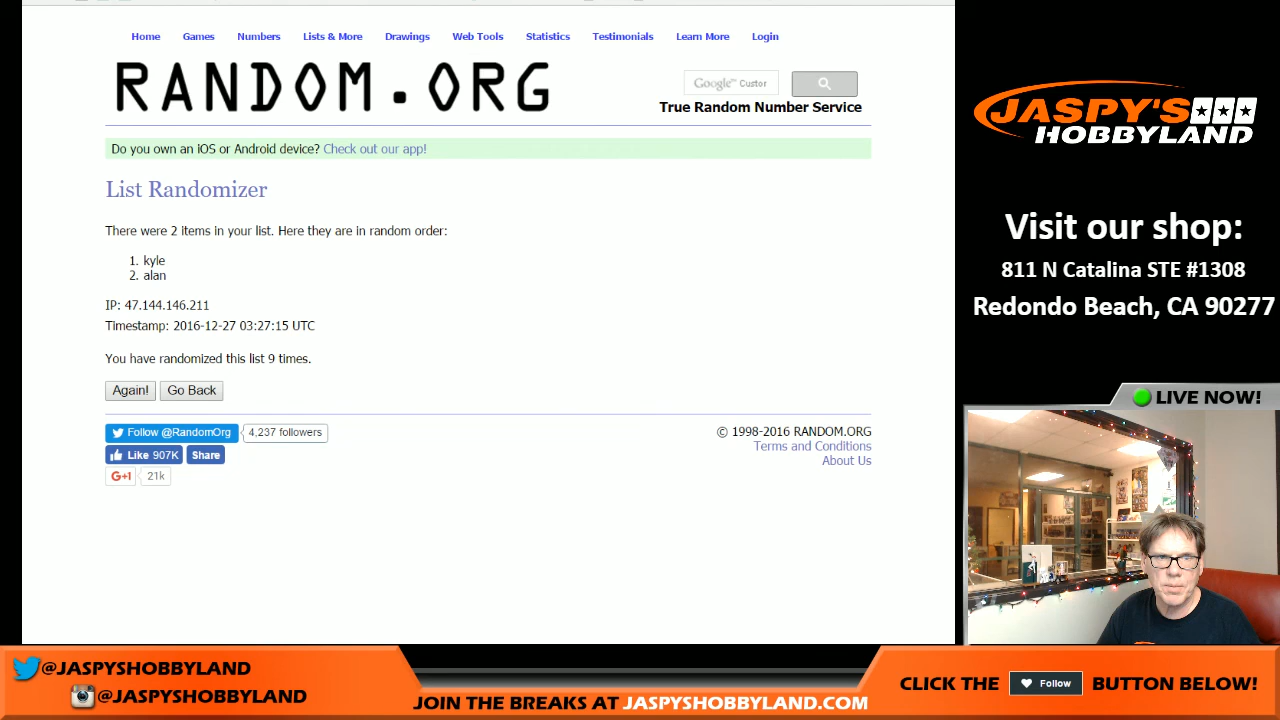 Home Games Numbers Lists & More Drawings Web Tools Statistics Testimonials Learn More Login
RANDOM.ORG
Google™ Custor
True Random Number Service
Do you own an iOS or Android device? Check out our app!
List Randomizer
There were 2 items in your list. Here they are in random order:
1. kyle
2. alan
IP: 47.144.146.211
Timestamp: 2016-12-27 03:27:15 UTC
You have randomized this list 9 times.
Again! Go Back
Follow @RandomOrg 4,237 followers
Like 907K Share
G+1 21k
© 1998-2016 RANDOM.ORG
Terms and Conditions
About Us
JASPY'S
HOBBYLAND
Visit our shop:
811 N Catalina STE #1308
Redondo Beach, CA 90277
LIVE NOW!
@JASPYSHOBBYLAND
@JASPYSHOBBYLAND
JOIN THE BREAKS AT JASPYSHOBBYLAND.COM
CLICK THE Follow BUTTON BELOW!